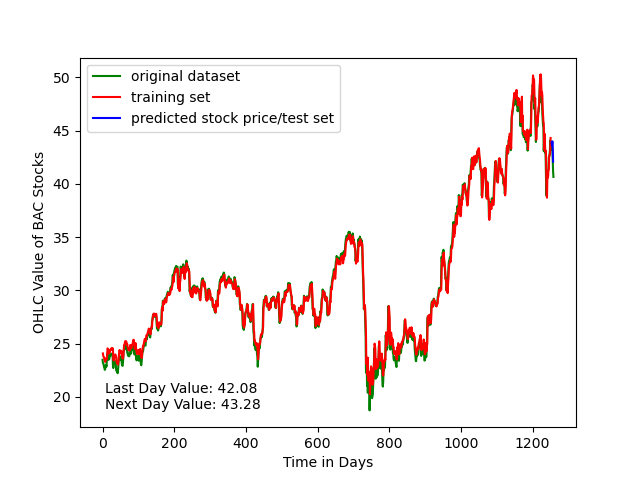 original dataset
training set
predicted stock price/test set
OHLC Value of BAC Stocks
50
45
40
35
30
25
20
Last Day Value: 42.08
Next Day Value: 43.28
0 200 400 600 800 1000 1200
Time in Days